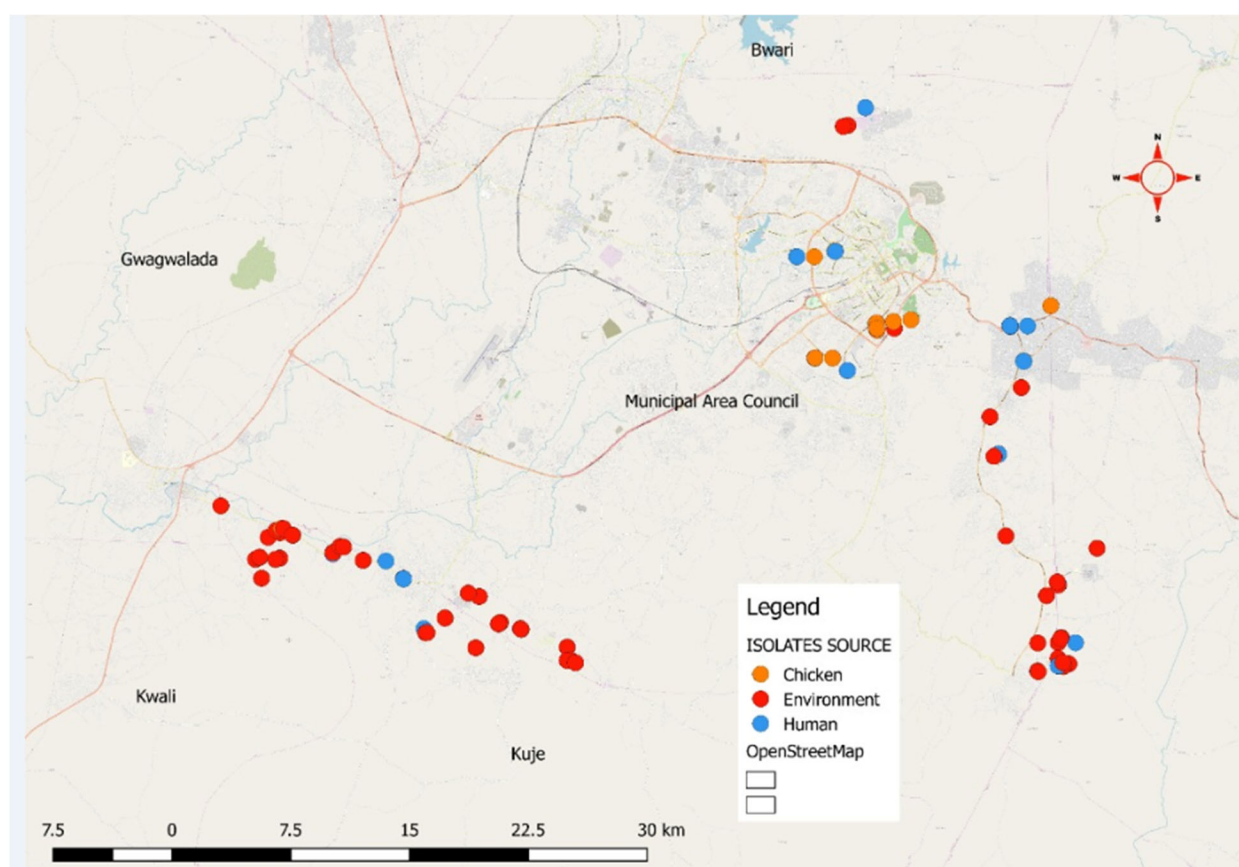 Bwari
N
W
E
S
Gwagwalada
Municipal Area Council
Legend
ISOLATES SOURCE
Chicken
Environment
Human
OpenStreetMap
Kwali
Kuje
7.5 0 7.5 15 22.5 30 km